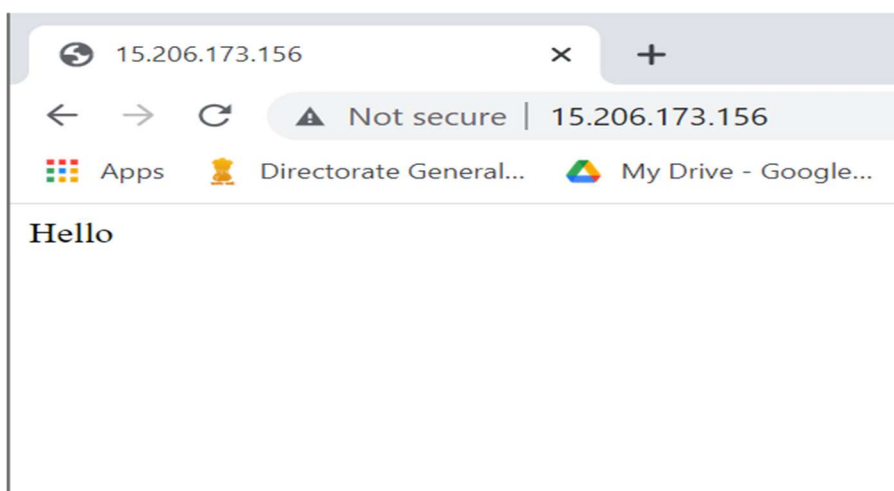 15.206.173.156
Not secure | 15.206.173.156
Apps Directorate General... My Drive - Google...
Hello